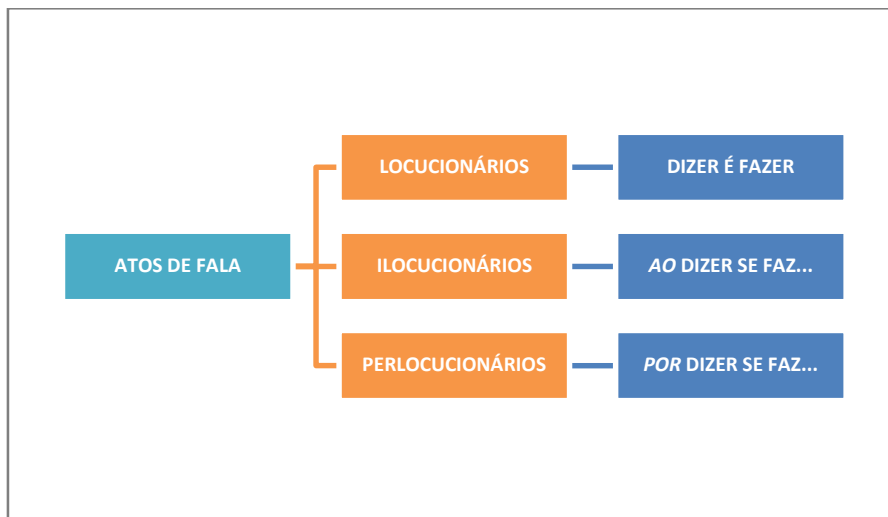 LOCUCIONÁRIOS
DIZER É FAZER
ATOS DE FALA
ILOCUCIONÁRIOS
AO DIZER SE FAZ...
PERLOCUCIONÁRIOS
POR DIZER SE FAZ...